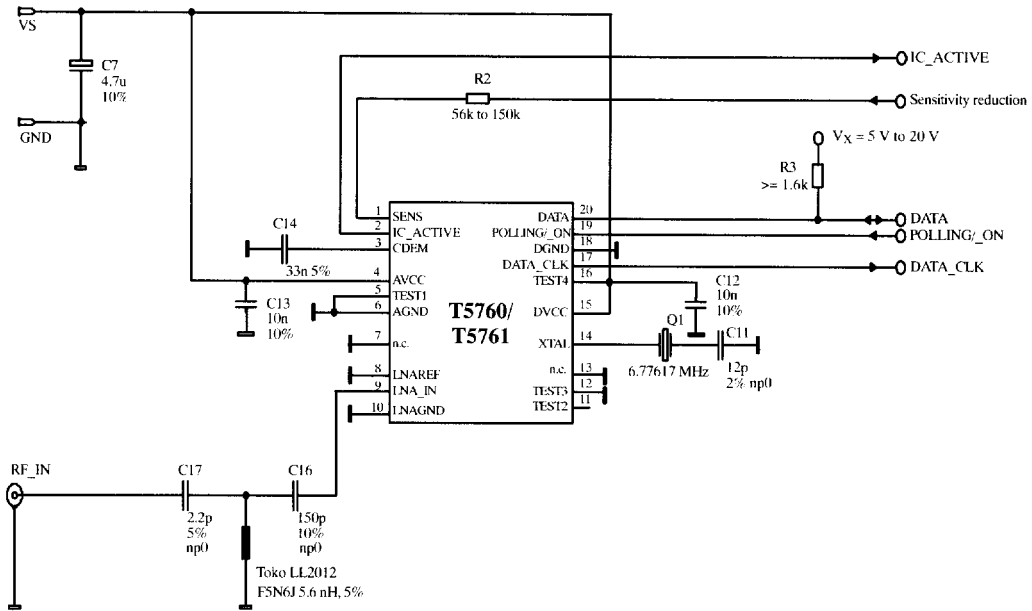 VS
C7
4.7u
10%
GND
IC_ACTIVE
R2
56k to 150k
Sensitivity reduction
VX = 5 V to 20 V
R3
>= 1.6k
DATA
POLLING/_ON
DATA_CLK
C14
33n 5%
C13
10n
10%
1 SENS
2 IC_ACTIVE
3 CDEM
4 AVCC
5 TEST1
6 AGND
7 n.c.
8 LNAREF
9 LNA_IN
10 LNAGND
T5760/
T5761
DATA 20
POLLING/_ON 19
DGND 18
DATA_CLK 17
TEST4 16
DVCC 15
XTAL 14
n.c. 13
TEST3 12
TEST2 11
C12
10n
10%
Q1
6.77617 MHz
C11
12p
2% np0
RF_IN
C17
2.2p
5%
np0
C16
150p
10%
np0
Toko LL2012
F5N6J 5.6 nH, 5%